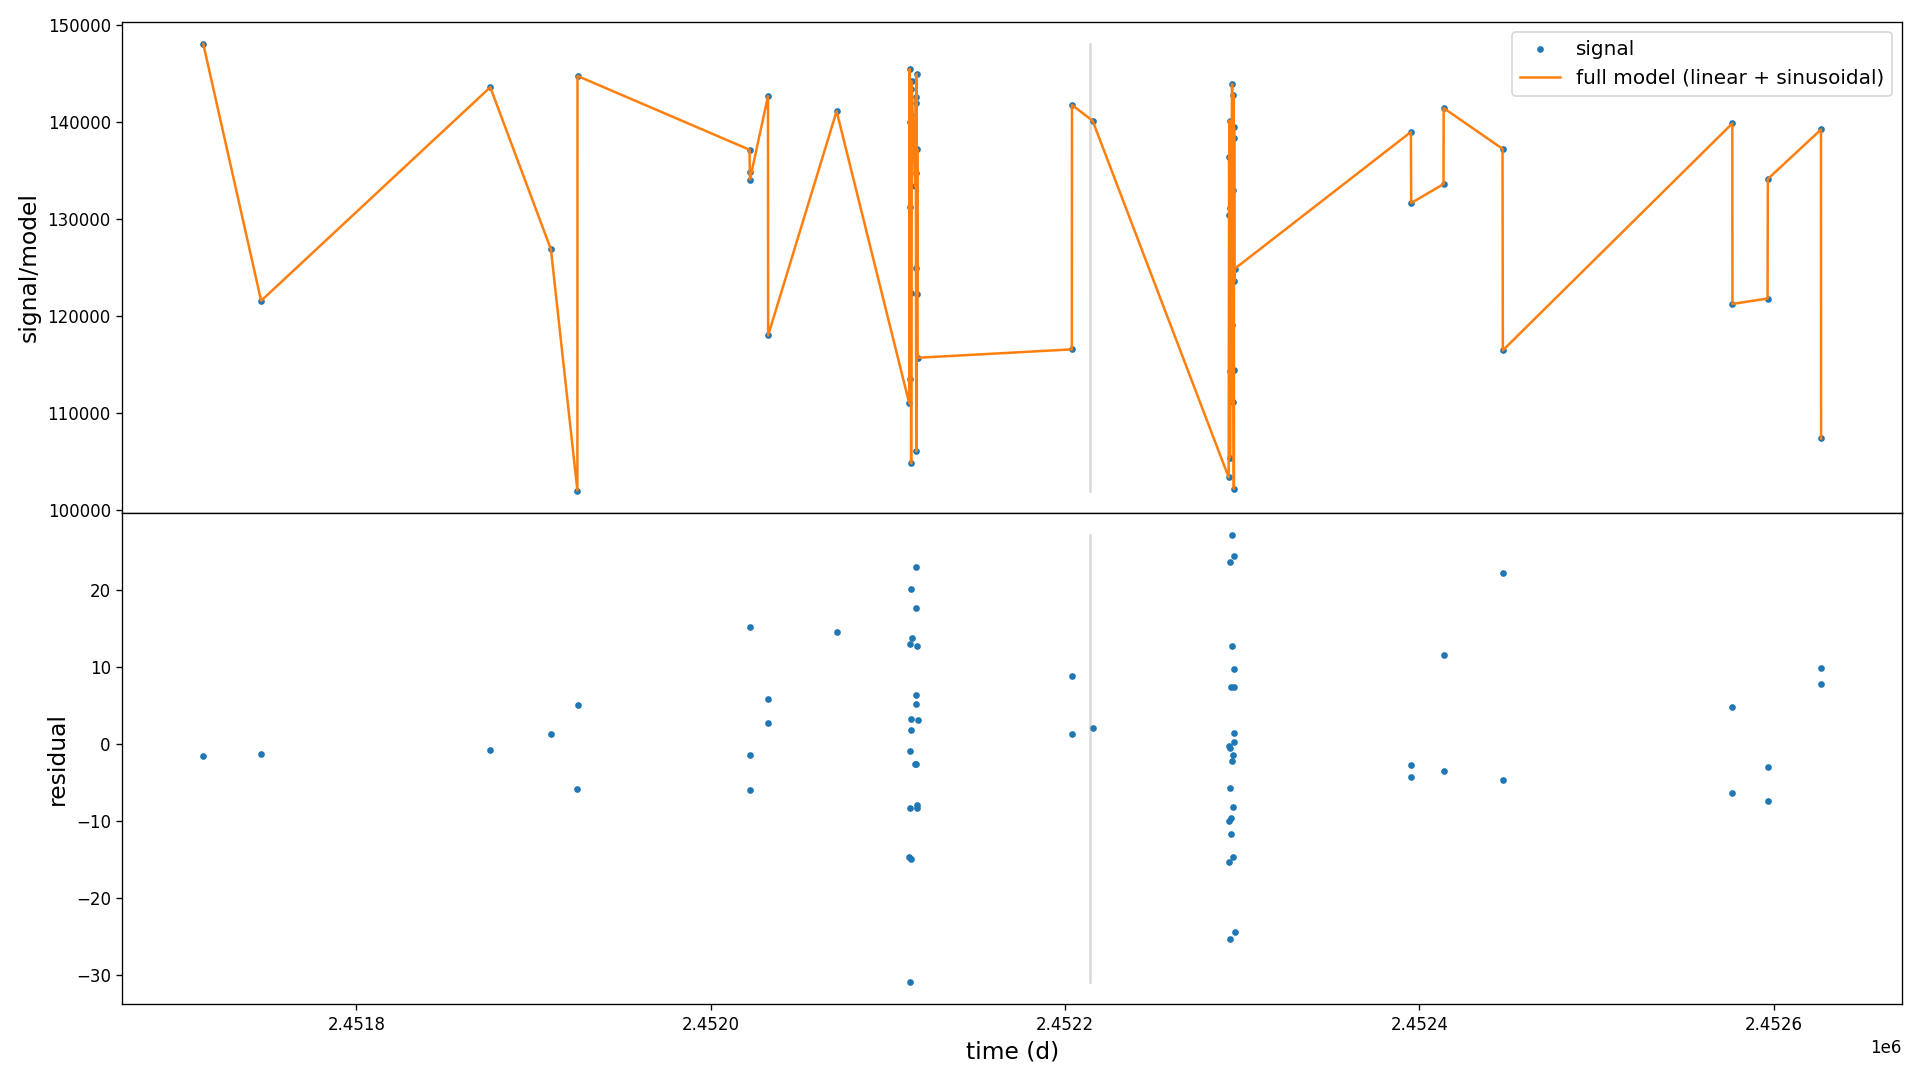 150000
140000
130000
120000
110000
100000
signal/model
signal
full model (linear + sinusoidal)
20
10
0
−10
−20
−30
residual
2.4518
2.4520
2.4522
2.4524
2.4526
time (d)
1e6